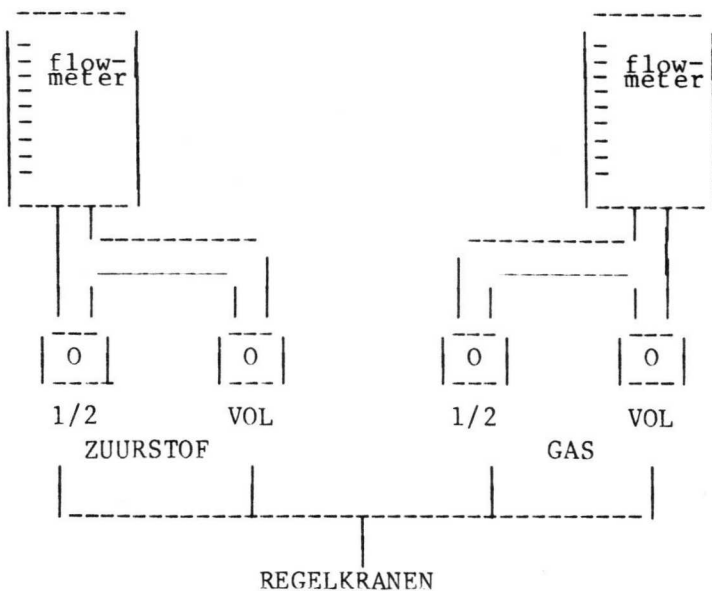 flow-
meter
flow-
meter
O O O O
1/2 VOL 1/2 VOL
ZUURSTOF GAS
REGELKRANEN